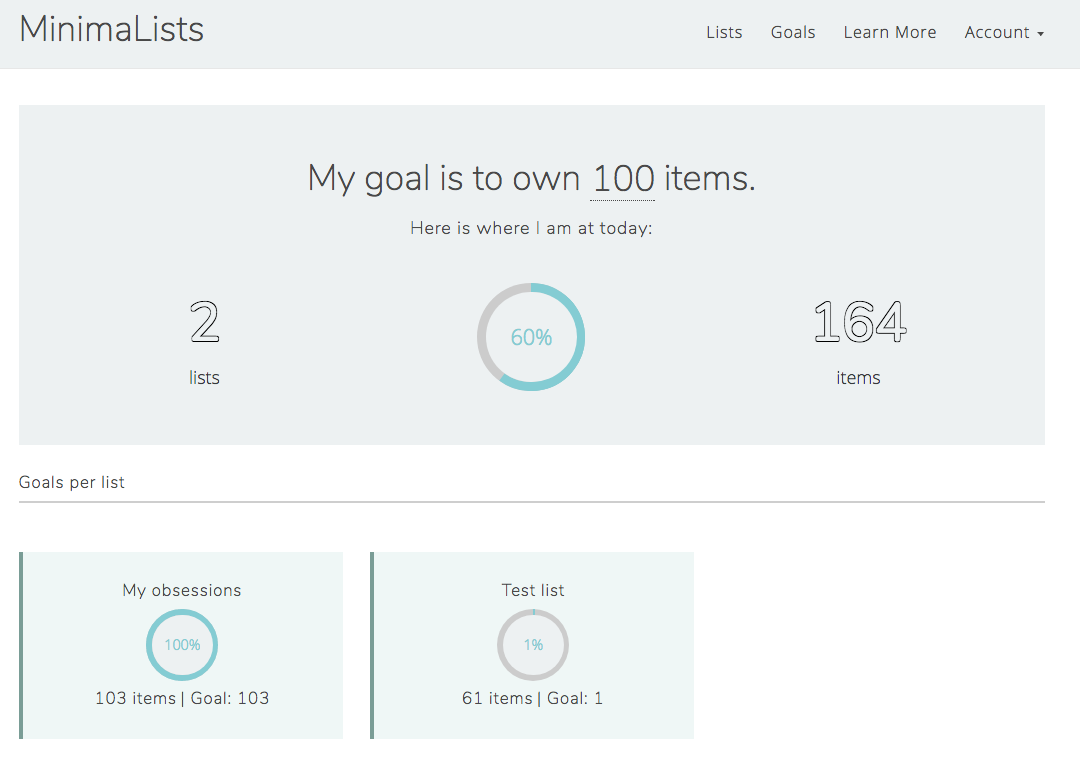 MinimaLists
Lists Goals Learn More Account
My goal is to own 100 items.
Here is where I am at today:
2 60% 164
lists items
Goals per list
My obsessions Test list
100% 1%
103 items | Goal: 103 61 items | Goal: 1